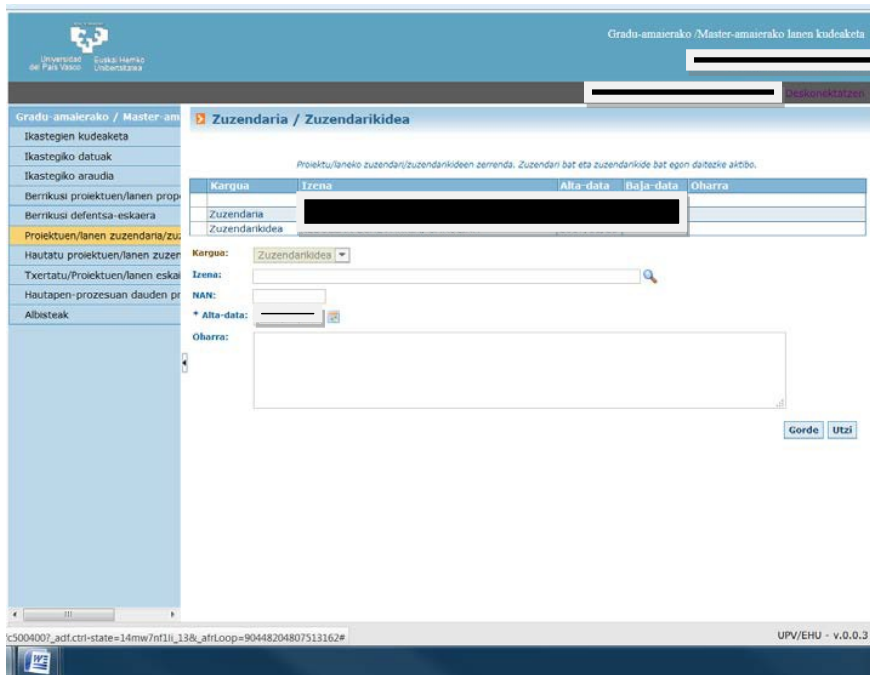 Gradu-amaierako /Master-amaierako lanen kudeaketa
Universidad del País Vasco
Euskal Herriko Unibertsitatea
Deskonektatzen
Gradu-amaierako / Master-am
Ikastegien kudeaketa
Ikastegiko datuak
Ikastegiko araudia
Berrikusi proiektuen/lanen prop
Berrikusi defentsa-eskaera
Proiektuen/lanen zuzendaria/zu
Hautatu proiektuen/lanen zuzen
Txertatu/Proiektuen/lanen eskai
Hautapen-prozesuan dauden pr
Albisteak
Zuzendaria / Zuzendarikidea
Proiektu/laneko zuzendari/zuzendarikideen zerrenda. Zuzendari bat eta zuzendarikide bat egon daitezke aktibo.
Kargua Izena Alta-data Baja-data Oharra
Zuzendaria
Zuzendarikidea
Kargua: Zuzendarikidea
Izena:
NAN:
* Alta-data:
Oharra:
Gorde Utzi
c500400?_adf.ctrl-state=14mw7nf1li_13&_afrLoop=90448204807513162#
UPV/EHU - v.0.0.3